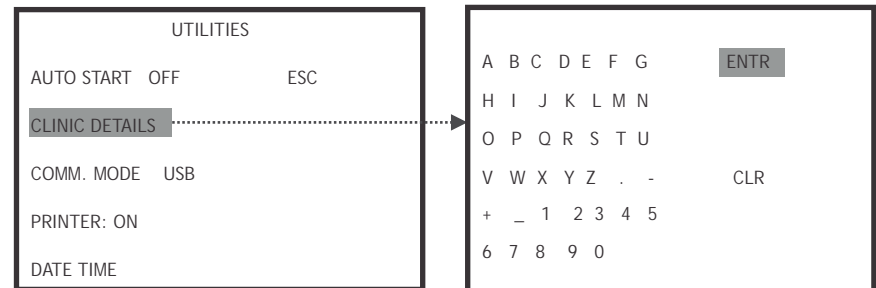 UTILITIES
AUTO START OFF ESC
CLINIC DETAILS
COMM. MODE USB
PRINTER: ON
DATE TIME
A B C D E F G ENTR
H I J K L M N
O P Q R S T U
V W X Y Z . - CLR
+ _ 1 2 3 4 5
6 7 8 9 0